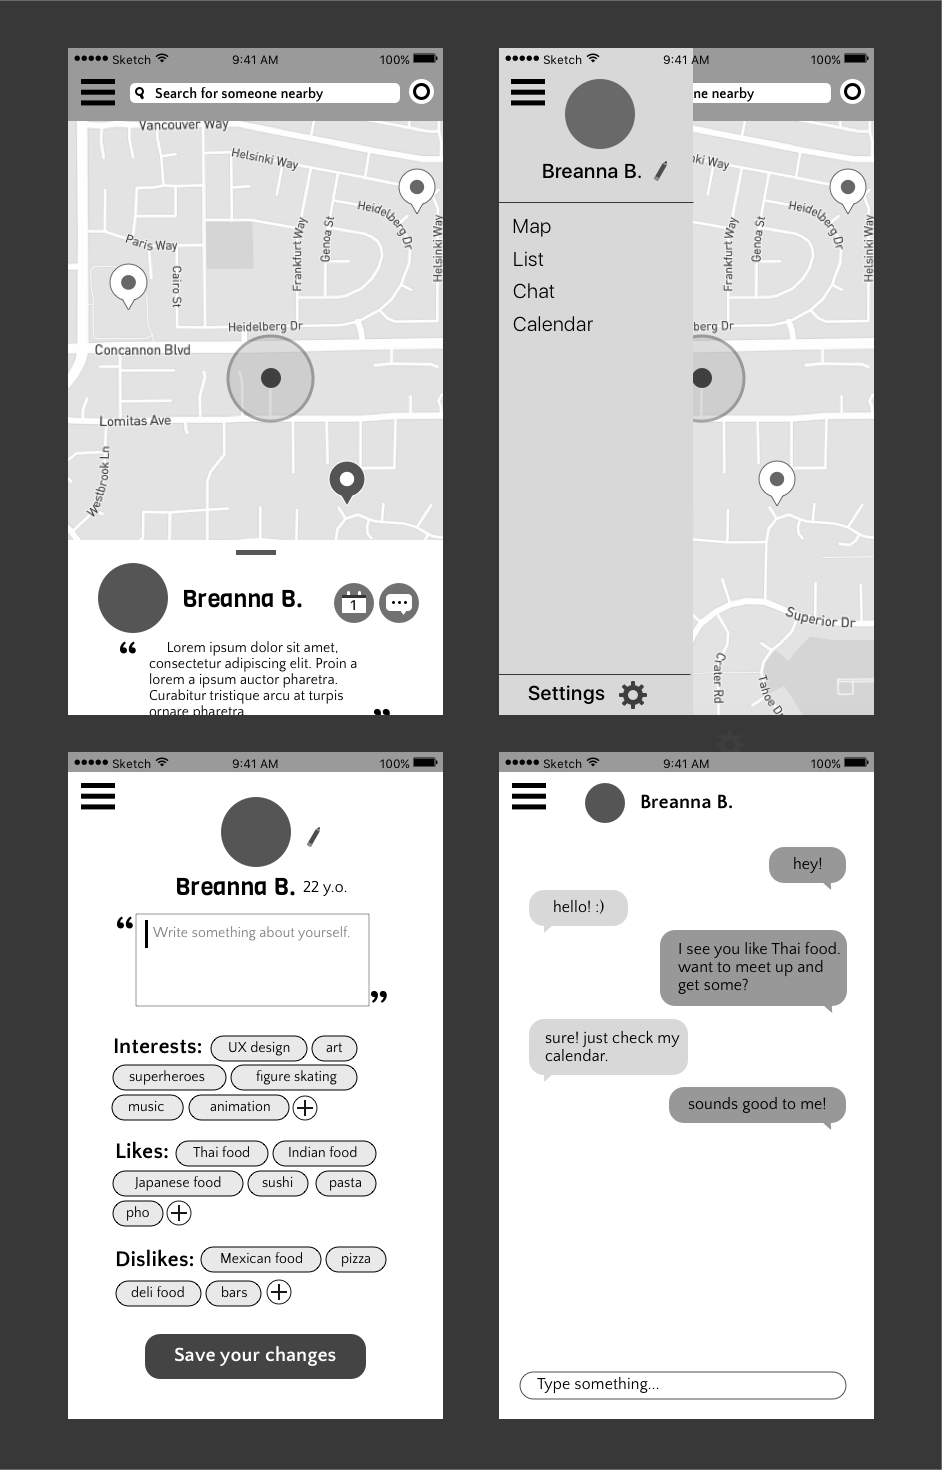 Sketch 9:41 AM 100%
Search for someone nearby
Vancouver Way
Helsinki Way
Heidelberg Dr
Helsinki Way
Frankfurt Way
Genoa St
Paris Way
Cairo St
Heidelberg Dr
Concannon Blvd
Lomitas Ave
Westbrook Ln
Breanna B.
1
“ Lorem ipsum dolor sit amet,
consectetur adipiscing elit. Proin a
lorem a ipsum auctor pharetra.
Curabitur tristique arcu at turpis
ornare pharetra. ”
Sketch 9:41 AM 100%
ne nearby
Breanna B.
Map
List
Chat
Calendar
Settings
nki Way
Heidelberg Dr
Helsinki Way
Frankfurt Way
Genoa St
berg Dr
Superior Dr
Crater Rd
Tahoe Dr
Sketch 9:41 AM 100%
Breanna B. 22 y.o.
“ Write something about yourself. ”
Interests: UX design art
superheroes figure skating
music animation +
Likes: Thai food Indian food
Japanese food sushi pasta
pho +
Dislikes: Mexican food pizza
deli food bars +
Save your changes
Sketch 9:41 AM 100%
Breanna B.
hey!
hello! :)
I see you like Thai food.
want to meet up and
get some?
sure! just check my
calendar.
sounds good to me!
Type something...